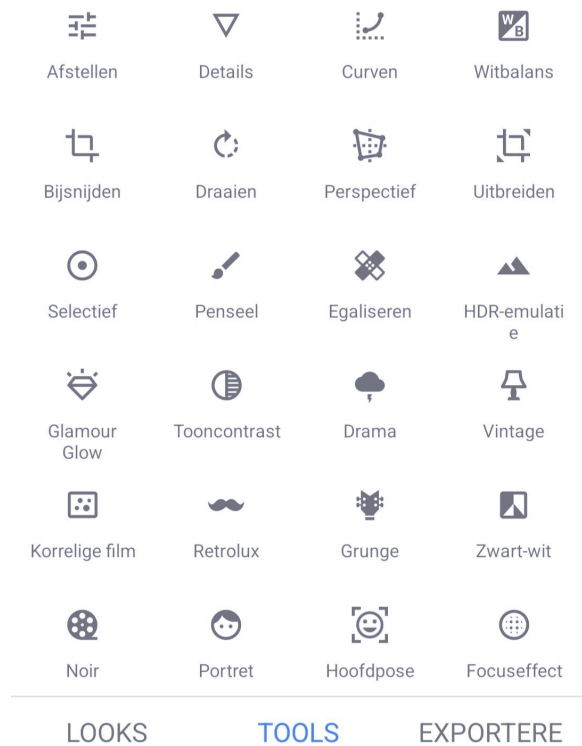 Afstellen Details Curven Witbalans
Bijsnijden Draaien Perspectief Uitbreiden
Selectief Penseel Egaliseren HDR-emulati
e
Glamour Tooncontrast Drama Vintage
Glow
Korrelige film Retrolux Grunge Zwart-wit
Noir Portret Hoofdpose Focuseffect
LOOKS TOOLS EXPORTERE